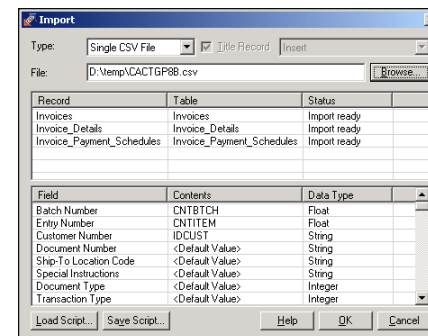 Import
Type: Single CSV File Title Record Insert
File: D:\temp\CACTGP8B.csv Browse...
Record Table Status
Invoices Invoices Import ready
Invoice_Details Invoice_Details Import ready
Invoice_Payment_Schedules Invoice_Payment_Schedules Import ready
Field Contents Data Type
Batch Number CNTBTCH Float
Entry Number CNTITEM Float
Customer Number IDCUST String
Document Number <Default Value> String
Ship-To Location Code <Default Value> String
Special Instructions <Default Value> String
Document Type <Default Value> Integer
Transaction Type <Default Value> Integer
Load Script... Save Script... Help OK Cancel